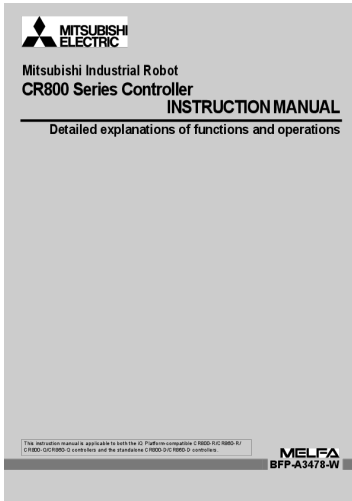 MITSUBISHI
ELECTRIC
Mitsubishi Industrial Robot
CR800 Series Controller
INSTRUCTION MANUAL
Detailed explanations of functions and operations
This instruction manual is applicable to both the iQ Platform-compatible CR800-R/CR860-R/
CR800-Q/CR860-Q controllers and the standalone CR800-D/CR860-D controllers.
MELFA
BFP-A3478-W